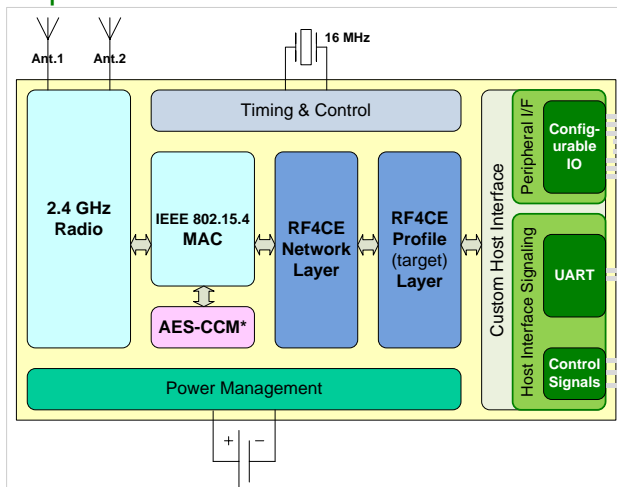 Ant.1
Ant.2
16 MHz
Timing & Control
2.4 GHz
Radio
IEEE 802.15.4
MAC
AES-CCM*
RF4CE
Network
Layer
RF4CE
Profile
(target)
Layer
Custom Host Interface
Peripheral I/F
Config-
urable
IO
Host Interface Signaling
UART
Control
Signals
Power Management
+
−